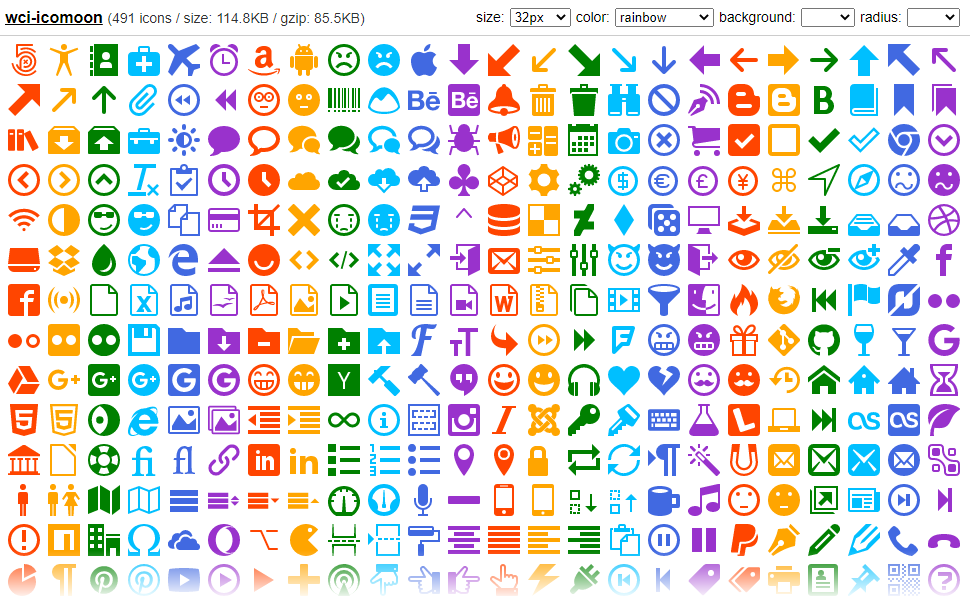 wci-icomoon (491 icons / size: 114.8KB / gzip: 85.5KB) size: 32px color: rainbow background: radius: